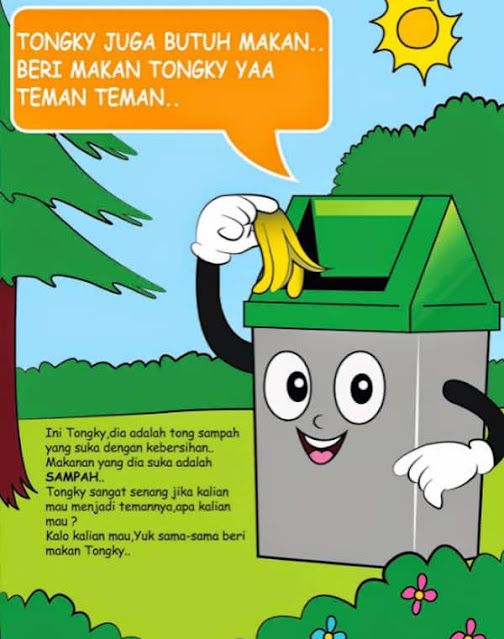 TONGKY JUGA BUTUH MAKAN..
BERI MAKAN TONGKY YAA
TEMAN TEMAN..
Ini Tongky,dia adalah tong sampah
yang suka dengan kebersihan..
Makanan yang dia suka adalah
SAMPAH..
Tongky sangat senang jika kalian
mau menjadi temannya,apa kalian
mau ?
Kalo kalian mau,Yuk sama-sama beri
makan Tongky..